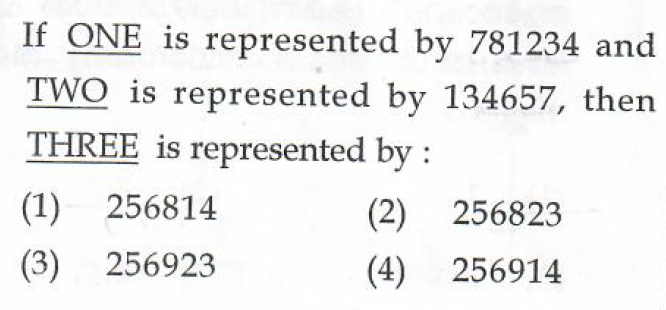 If ONE is represented by 781234 and
TWO is represented by 134657, then
THREE is represented by :
(1) 256814 (2) 256823
(3) 256923 (4) 256914